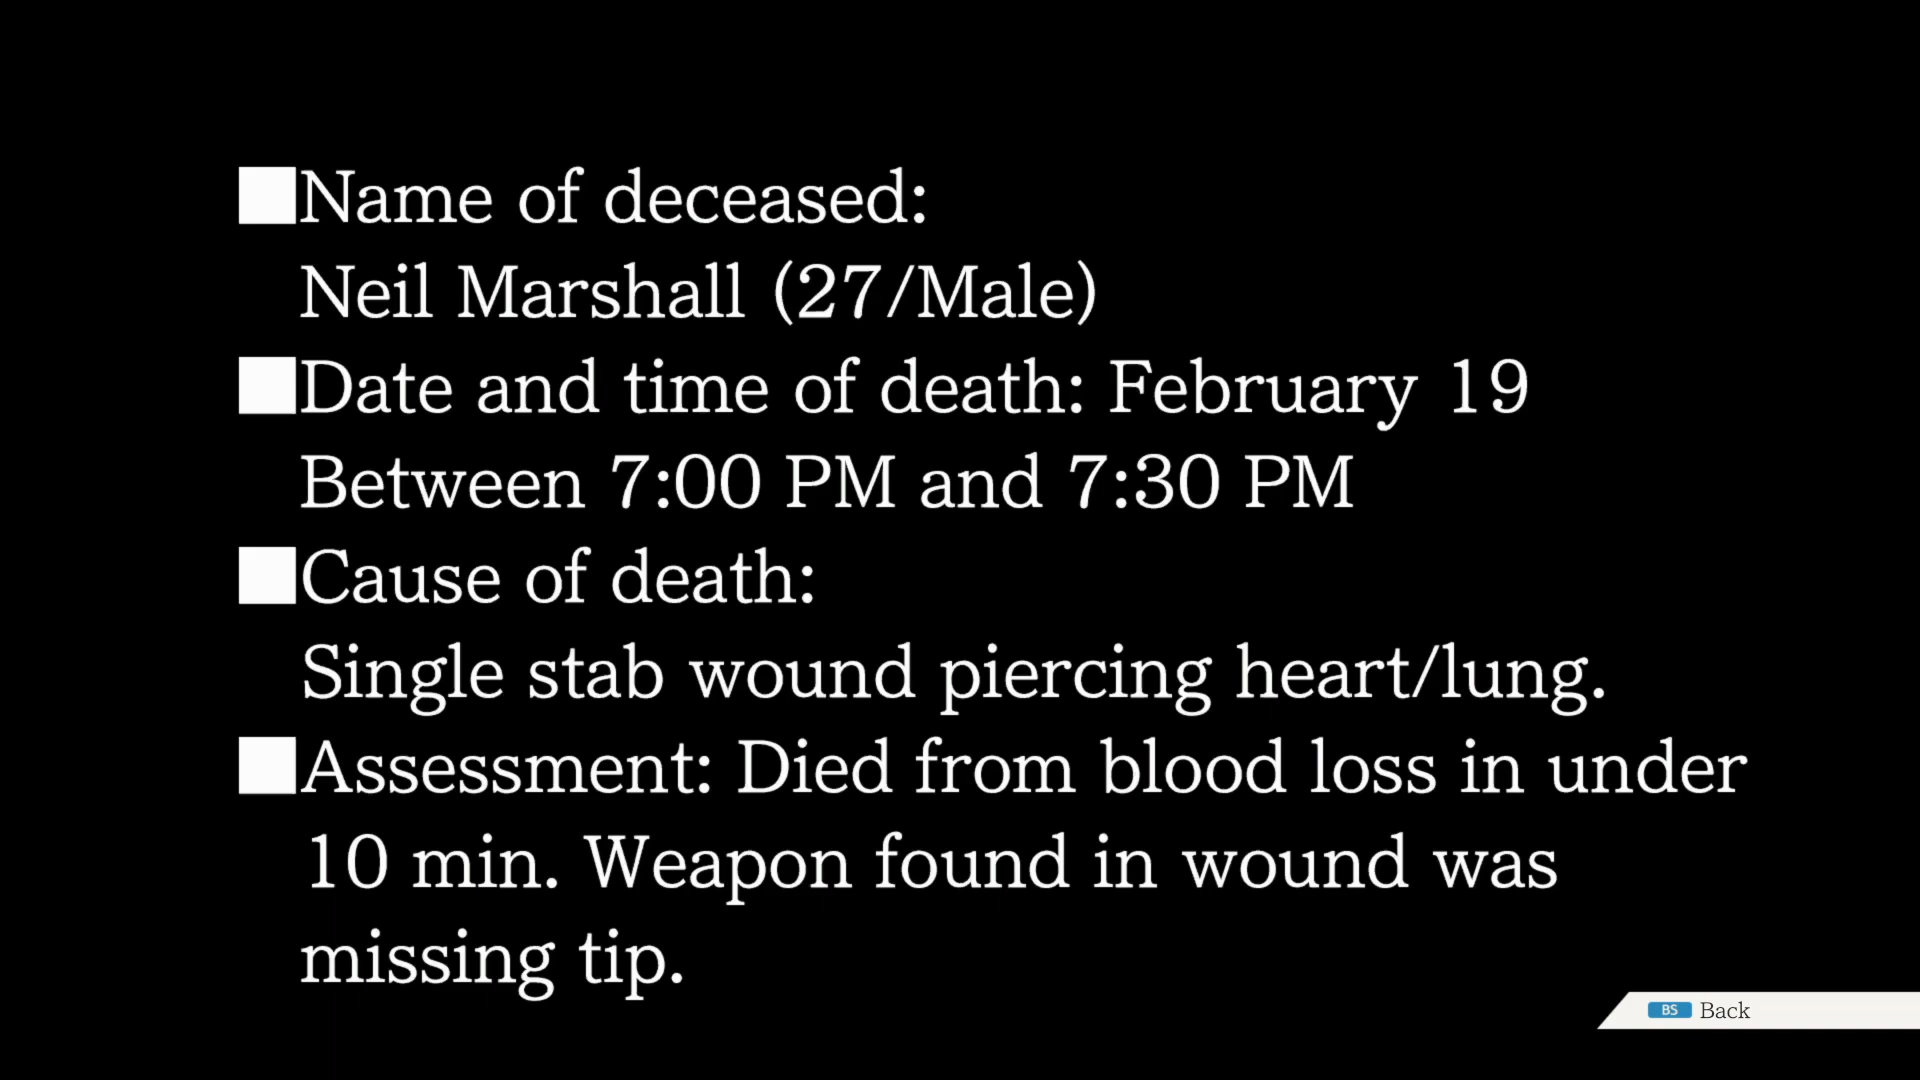 ■Name of deceased:
Neil Marshall (27/Male)
■Date and time of death: February 19
Between 7:00 PM and 7:30 PM
■Cause of death:
Single stab wound piercing heart/lung.
■Assessment: Died from blood loss in under
10 min. Weapon found in wound was
missing tip.
BS Back